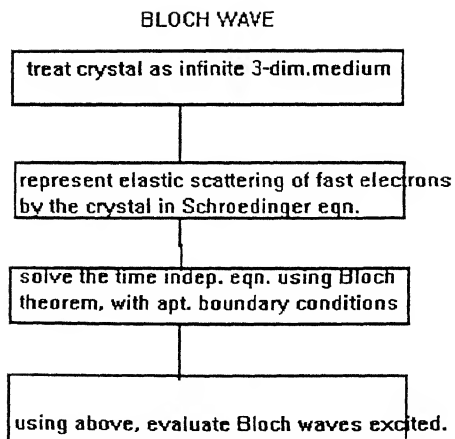 BLOCH WAVE
treat crystal as infinite 3-dim.medium
represent elastic scattering of fast electrons
by the crystal in Schroedinger eqn.
solve the time indep. eqn. using Bloch
theorem, with apt. boundary conditions
using above, evaluate Bloch waves excited.